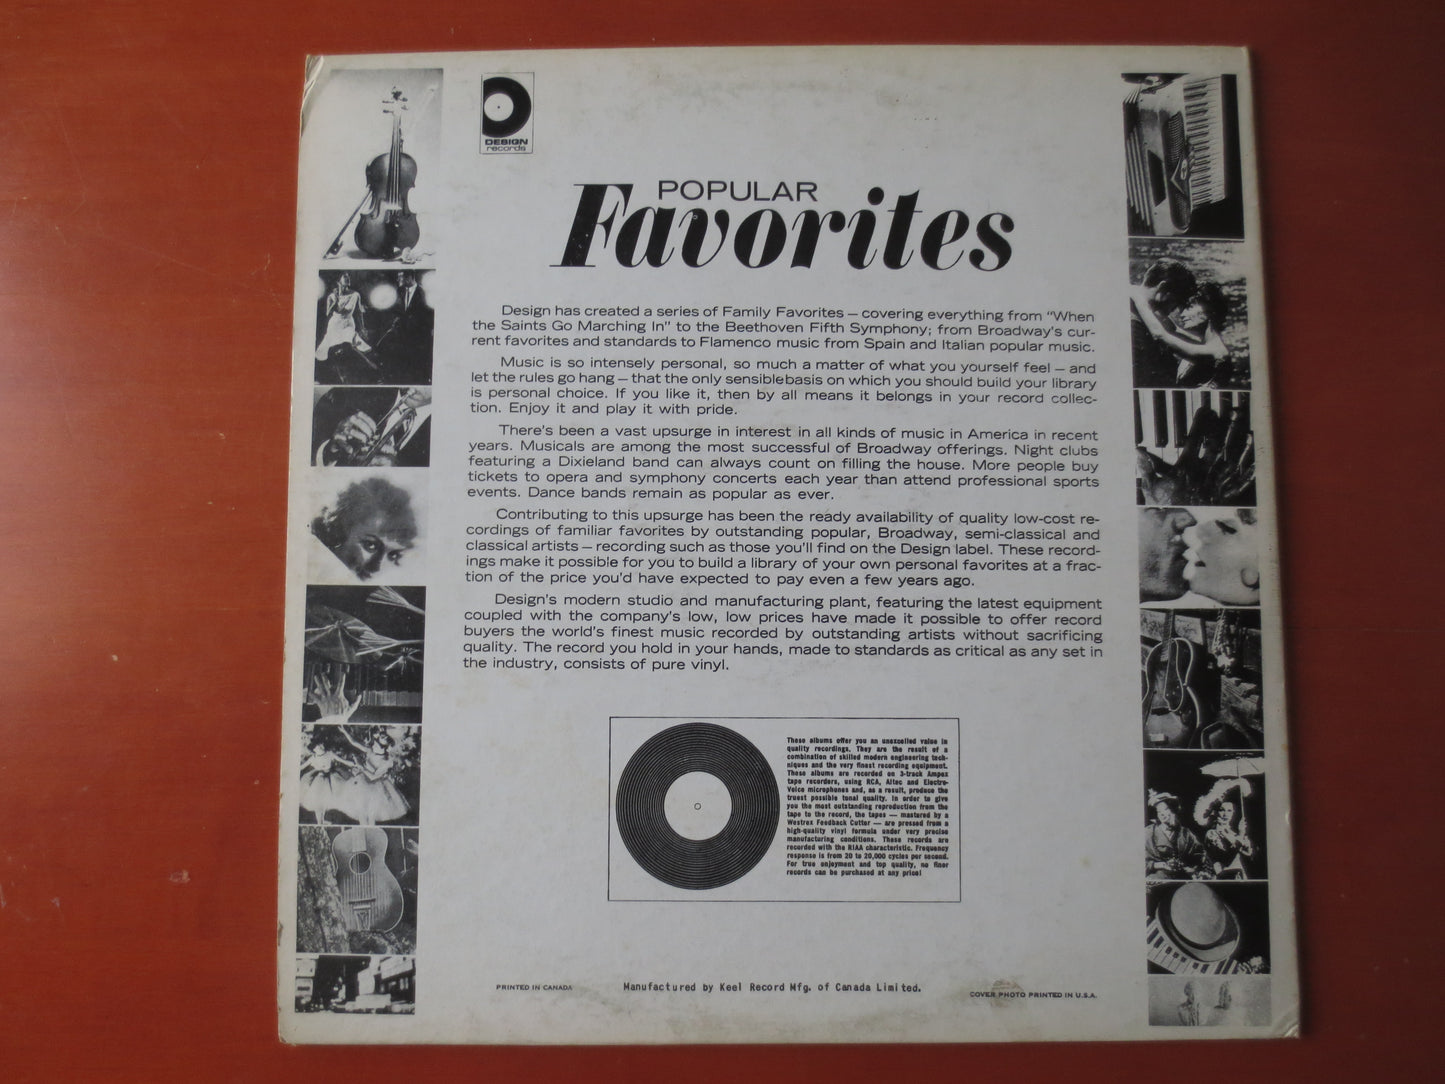 DESIGN
records
POPULAR
Favorites
Design has created a series of Family Favorites — covering everything from "When
the Saints Go Marching In" to the Beethoven Fifth Symphony; from Broadway's cur-
rent favorites and standards to Flamenco music from Spain and Italian popular music.
Music is so intensely personal, so much a matter of what you yourself feel — and
let the rules go hang — that the only sensible basis on which you should build your library
is personal choice. If you like it, then by all means it belongs in your record collec-
tion. Enjoy it and play it with pride.
There's been a vast upsurge in interest in all kinds of music in America in recent
years. Musicals are among the most successful of Broadway offerings. Night clubs
featuring a Dixieland band can always count on filling the house. More people buy
tickets to opera and symphony concerts each year than attend professional sports
events. Dance bands remain as popular as ever.
Contributing to this upsurge has been the ready availability of quality low-cost re-
cordings of familiar favorites by outstanding popular, Broadway, semi-classical and
classical artists — recording such as those you'll find on the Design label. These record-
ings make it possible for you to build a library of your own personal favorites at a frac-
tion of the price you'd have expected to pay even a few years ago.
Design's modern studio and manufacturing plant, featuring the latest equipment
coupled with the company's low, low prices have made it possible to offer record
buyers the world's finest music recorded by outstanding artists without sacrificing
quality. The record you hold in your hands, made to standards as critical as any set in
the industry, consists of pure vinyl.
These albums offer you an unexcelled value in
quality recordings. They are the result of a
combination of skilled modern engineering tech-
niques and the very finest recording equipment.
These albums are recorded on 3-track Ampex
tape recorders, using RCA, Altec and Electro-
Voice microphones and, as a result, produce the
truest possible tonal quality. In order to give
you the most outstanding reproduction from the
tape to the record, the tapes — mastered by a
Westrex Feedback Cutter — are pressed from a
high-quality vinyl formula under very precise
manufacturing conditions. These records are
recorded with the RIAA characteristic. Frequency
response is from 20 to 20,000 cycles per second.
For true enjoyment and top quality, no finer
records can be purchased at any price!
PRINTED IN CANADA
Manufactured by Keel Record Mfg. of Canada Limited.
COVER PHOTO PRINTED IN U.S.A.